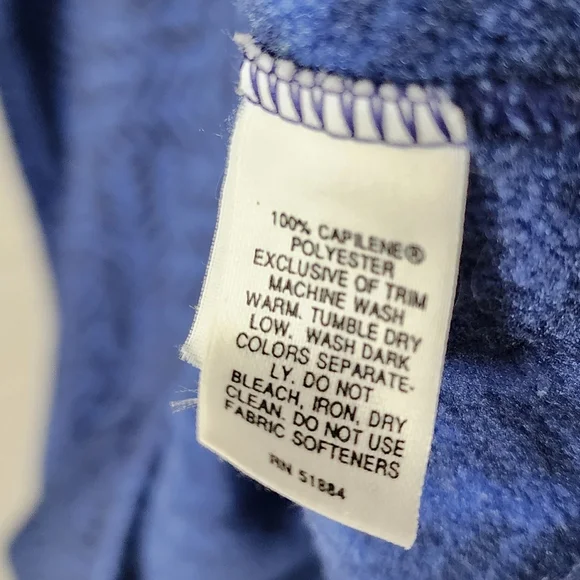 100% CAPILENE®
POLYESTER
EXCLUSIVE OF TRIM
MACHINE WASH
WARM. TUMBLE DRY
LOW. WASH DARK
COLORS SEPARATE-
LY. DO NOT
BLEACH, IRON, DRY
CLEAN. DO NOT USE
FABRIC SOFTENERS
RN 51884